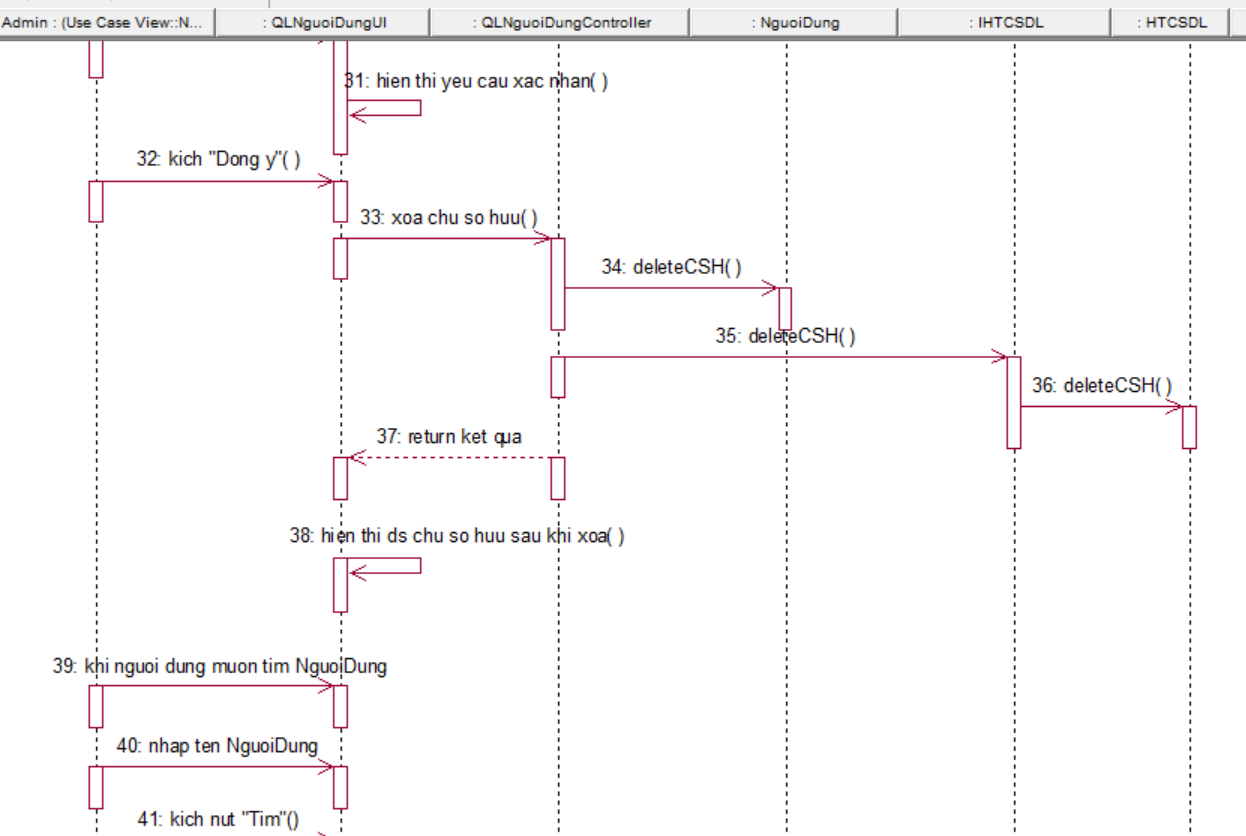 Admin : (Use Case View::N...
: QLNguoiDungUI
: QLNguoiDungController
: NguoiDung
: IHTCSDL
: HTCSDL
31: hien thi yeu cau xac nhan( )
32: kich "Dong y"( )
33: xoa chu so huu( )
34: deleteCSH( )
35: deleteCSH( )
36: deleteCSH( )
37: return ket qua
38: hien thi ds chu so huu sau khi xoa( )
39: khi nguoi dung muon tim NguoiDung
40: nhap ten NguoiDung
41: kich nut "Tim"()